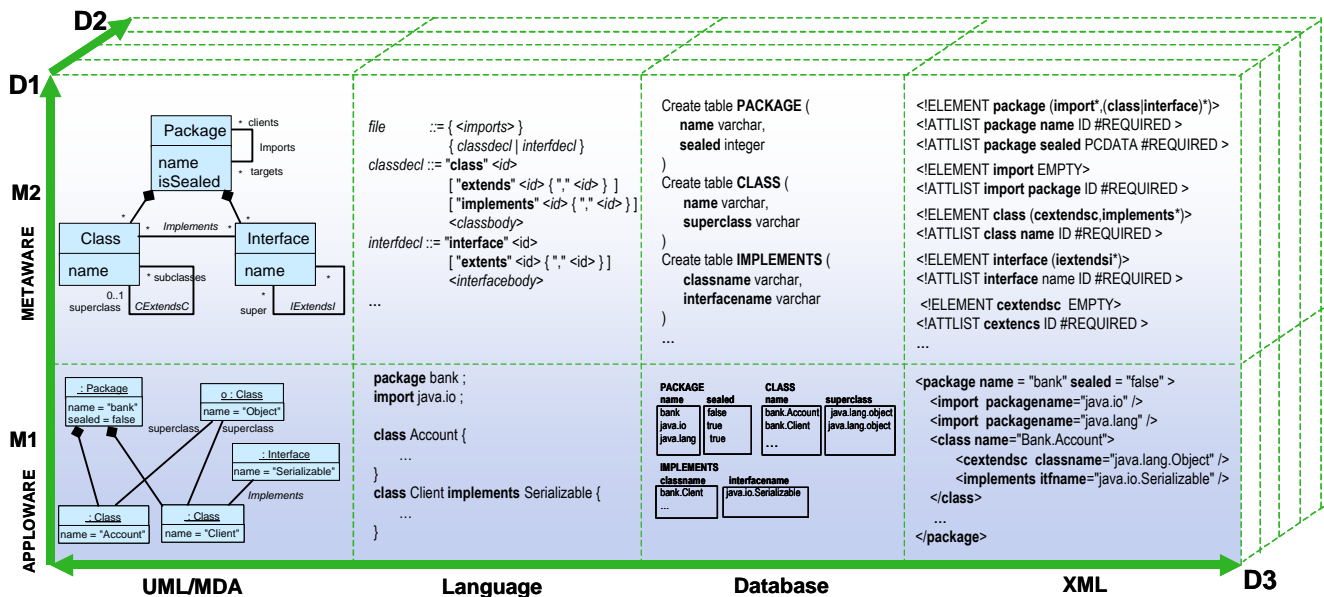 D2
D1
M2
METAWARE
Package
name
isSealed
* clients
Imports
* targets
*
*
*
Implements
*
Class
name
* subclasses
0..1
superclass
CExtendsC
Interface
name
*
*
super
IExtendsI
file ::= { <imports> }
{ classdecl | interfdecl }
classdecl ::= "class" <id>
[ "extends" <id> { "," <id> } ]
[ "implements" <id> { "," <id> } ]
<classbody>
interfdecl ::= "interface" <id>
[ "extents" <id> { "," <id> } ]
<interfacebody>
...
Create table PACKAGE (
name varchar,
sealed integer
)
Create table CLASS (
name varchar,
superclass varchar
)
Create table IMPLEMENTS (
classname varchar,
interfacename varchar
)
...
<!ELEMENT package (import*,(class|interface)*)>
<!ATTLIST package name ID #REQUIRED >
<!ATTLIST package sealed PCDATA #REQUIRED >
<!ELEMENT import EMPTY>
<!ATTLIST import package ID #REQUIRED >
<!ELEMENT class (cextendsc,implements*)>
<!ATTLIST class name ID #REQUIRED >
<!ELEMENT interface (iextendsi*)>
<!ATTLIST interface name ID #REQUIRED >
<!ELEMENT cextendsc EMPTY>
<!ATTLIST cextencs ID #REQUIRED >
...
M1
APPLOWARE
: Package
name = "bank"
sealed = false
o : Class
name = "Object"
superclass
superclass
: Interface
name = "Serializable"
Implements
: Class
name = "Account"
: Class
name = "Client"
package bank ;
import java.io ;
class Account {
...
}
class Client implements Serializable {
...
}
PACKAGE
name sealed
bank false
java.io true
java.lang true
CLASS
name superclass
bank.Account java.lang.object
bank.Client java.lang.object
...
IMPLEMENTS
classname interfacename
bank.Clent java.io.Serializable
...
<package name = "bank" sealed = "false" >
<import packagename="java.io" />
<import packagename="java.lang" />
<class name="Bank.Account">
<cextendsc classname="java.lang.Object" />
<implements itfname="java.io.Serializable" />
</class>
...
</package>
UML/MDA
Language
Database
XML
D3